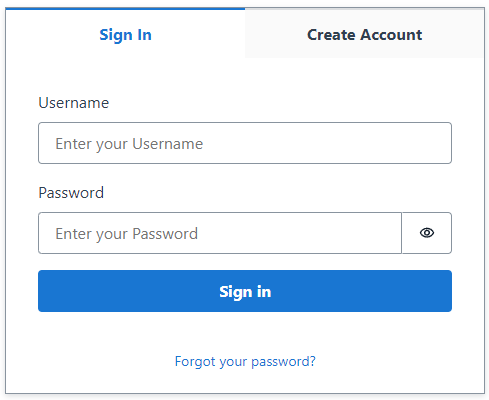 Sign In
Create Account
Username
Enter your Username
Password
Enter your Password
Sign in
Forgot your password?